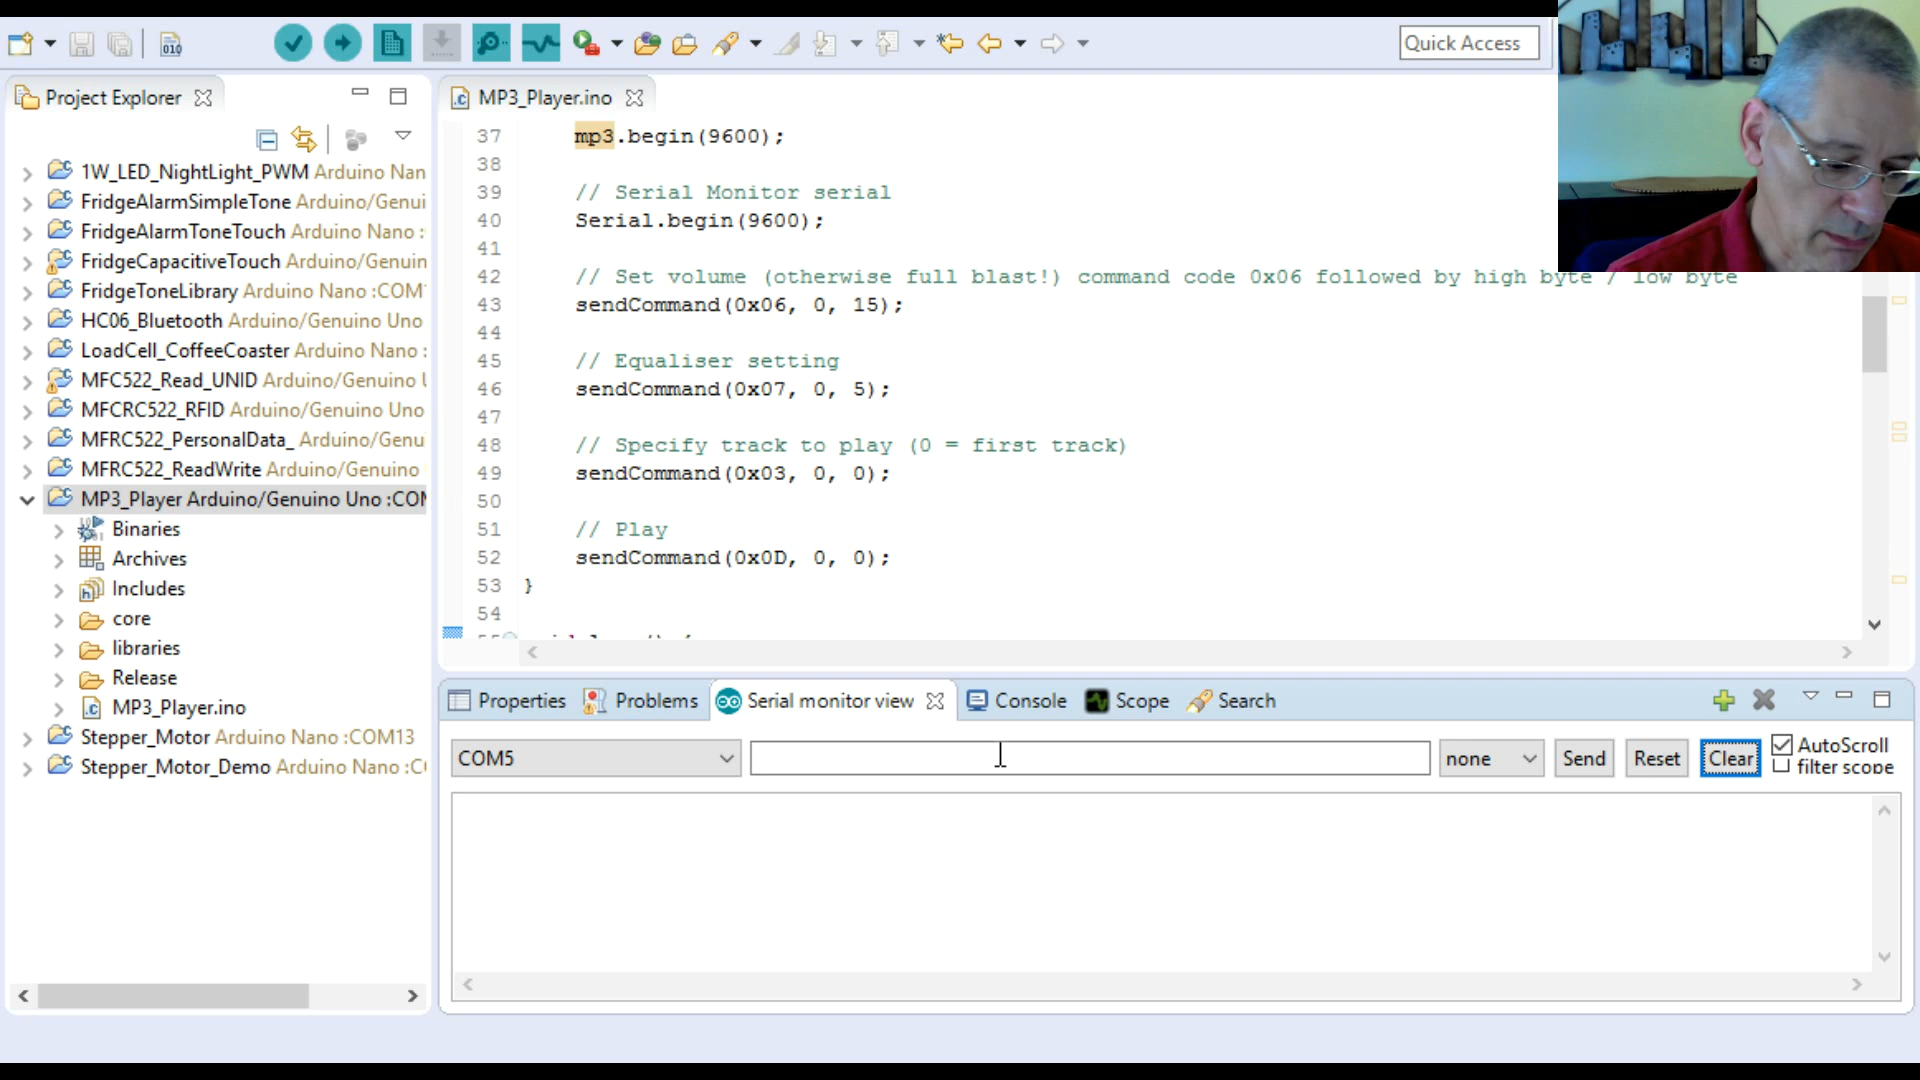 010
Quick Access
Project Explorer
1W_LED_NightLight_PWM Arduino Nan
FridgeAlarmSimpleTone Arduino/Genui
FridgeAlarmToneTouch Arduino Nano :
FridgeCapacitiveTouch Arduino/Genuin
FridgeToneLibrary Arduino Nano :COM
HC06_Bluetooth Arduino/Genuino Uno
LoadCell_CoffeeCoaster Arduino Nano :
MFC522_Read_UNID Arduino/Genuino
MFCRC522_RFID Arduino/Genuino Uno
MFRC522_PersonalData_ Arduino/Genu
MFRC522_ReadWrite Arduino/Genuino
MP3_Player Arduino/Genuino Uno :COM
Binaries
Archives
Includes
core
libraries
Release
MP3_Player.ino
Stepper_Motor Arduino Nano :COM13
Stepper_Motor_Demo Arduino Nano :C
MP3_Player.ino
37 mp3.begin(9600);
38
39 // Serial Monitor serial
40 Serial.begin(9600);
41
42 // Set volume (otherwise full blast!) command code 0x06 followed by high byte / low byte
43 sendCommand(0x06, 0, 15);
44
45 // Equaliser setting
46 sendCommand(0x07, 0, 5);
47
48 // Specify track to play (0 = first track)
49 sendCommand(0x03, 0, 0);
50
51 // Play
52 sendCommand(0x0D, 0, 0);
53 }
54
Properties Problems Serial monitor view Console Scope Search
COM5 none Send Reset Clear AutoScroll
filter scope